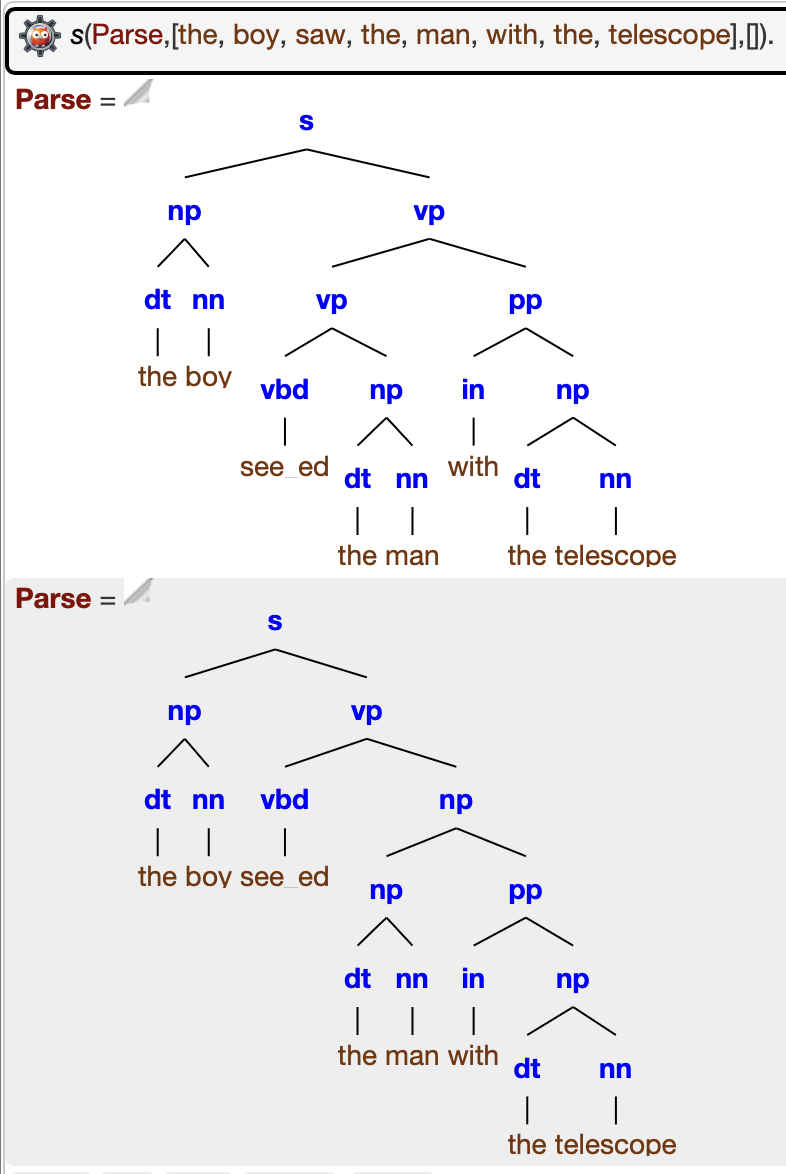 s(Parse,[the, boy, saw, the, man, with, the, telescope],[]).
Parse =
s
np vp
dt nn vp pp
the boy vbd np in np
see_ed dt nn with dt nn
the man the telescope
Parse =
s
np vp
dt nn vbd np
the boy see_ed np pp
dt nn in np
the man with dt nn
the telescope